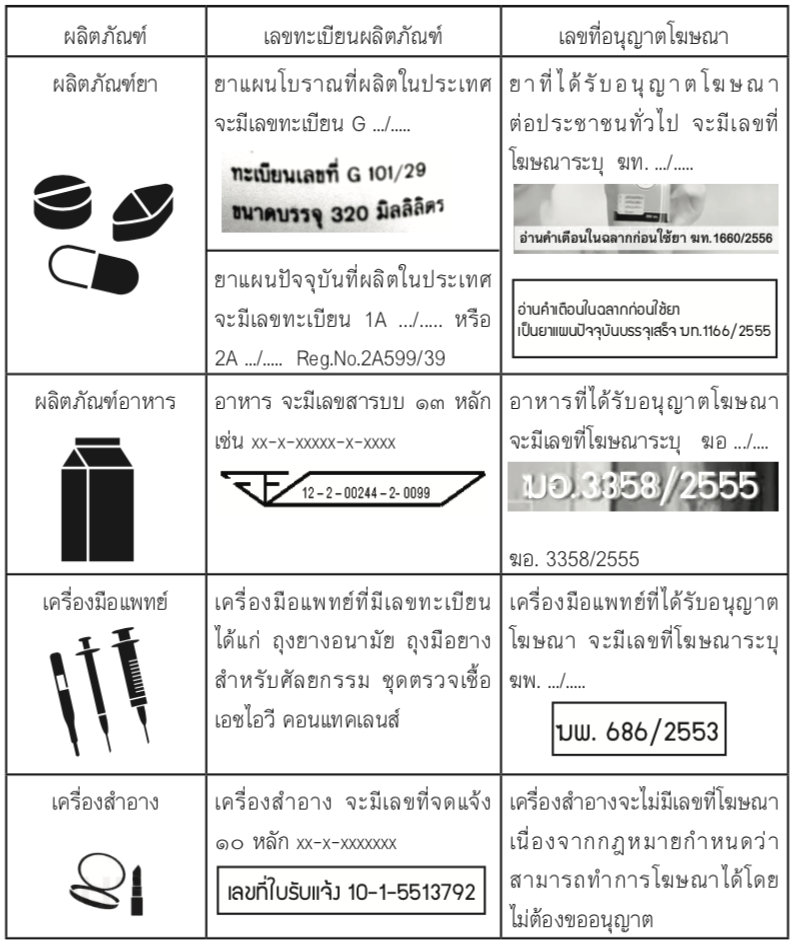 ผลิตภัณฑ์
เลขทะเบียนผลิตภัณฑ์
เลขที่อนุญาตโฆษณา
ผลิตภัณฑ์ยา
ยาแผนโบราณที่ผลิตในประเทศ
จะมีเลขทะเบียน G .../.....
ทะเบียนเลขที่ G 101/29
ขนาดบรรจุ 320 มิลลิลิตร
ยาแผนปัจจุบันที่ผลิตในประเทศ
จะมีเลขทะเบียน 1A .../..... หรือ
2A .../..... Reg.No.2A599/39
ยาที่ได้รับอนุญาตโฆษณา
ต่อประชาชนทั่วไป จะมีเลขที่
โฆษณาระบุ ฆท. .../.....
อ่านคำเตือนในฉลากก่อนใช้ยา ฆท.1660/2556
อ่านคำเตือนในฉลากก่อนใช้ยา
เป็นยาแผนปัจจุบันบรรจุเสร็จ ฆท.1166/2555
ผลิตภัณฑ์อาหาร
อาหาร จะมีเลขสารบบ ๑๓ หลัก
เช่น xx-x-xxxxx-x-xxxx
12-2-00244-2-0099
อาหารที่ได้รับอนุญาตโฆษณา
จะมีเลขที่โฆษณาระบุ ฆอ .../....
ฆอ.3358/2555
ฆอ. 3358/2555
เครื่องมือแพทย์
เครื่องมือแพทย์ที่มีเลขทะเบียน
ได้แก่ ถุงยางอนามัย ถุงมือยาง
สำหรับศัลยกรรม ชุดตรวจเชื้อ
เอชไอวี คอนแทคเลนส์
เครื่องมือแพทย์ที่ได้รับอนุญาต
โฆษณา จะมีเลขที่โฆษณาระบุ
ฆพ. .../.....
ฆพ. 686/2553
เครื่องสำอาง
เครื่องสำอาง จะมีเลขที่จดแจ้ง
๑๐ หลัก xx-x-xxxxxxx
เลขที่ใบรับแจ้ง 10-1-5513792
เครื่องสำอางจะไม่มีเลขที่โฆษณา
เนื่องจากกฎหมายกำหนดว่า
สามารถทำการโฆษณาได้โดย
ไม่ต้องขออนุญาต